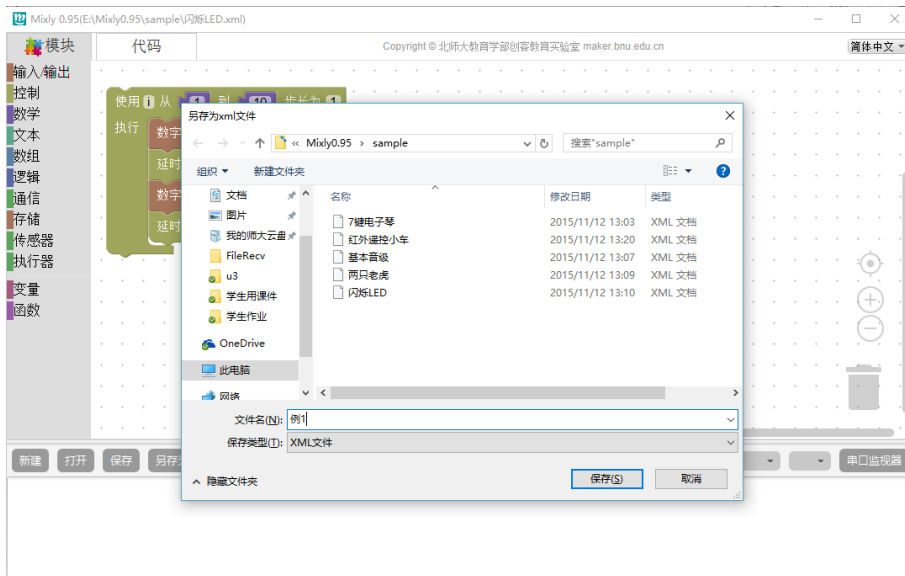 Mixly 0.95(E:\Mixly0.95\sample\闪烁LED.xml)
模块
代码
Copyright © 北师大教育学部创客教育实验室 maker.bnu.edu.cn
简体中文
输入/输出
控制
数学
文本
数组
逻辑
通信
存储
传感器
执行器
变量
函数
使用 i 从 1 到 10 步长为 1
执行 数字
延时
数字
延时
另存为xml文件
« Mixly0.95 › sample
搜索"sample"
组织 新建文件夹
文档
图片
我的师大云盘
FileRecv
u3
学生用课件
学生作业
OneDrive
此电脑
网络
名称 修改日期 类型
7键电子琴 2015/11/12 13:03 XML 文档
红外遥控小车 2015/11/12 13:20 XML 文档
基本音级 2015/11/12 13:07 XML 文档
两只老虎 2015/11/12 13:09 XML 文档
闪烁LED 2015/11/12 13:10 XML 文档
文件名(N): 例1
保存类型(T): XML文件
隐藏文件夹
保存(S) 取消
新建 打开 保存 另存 串口监视器